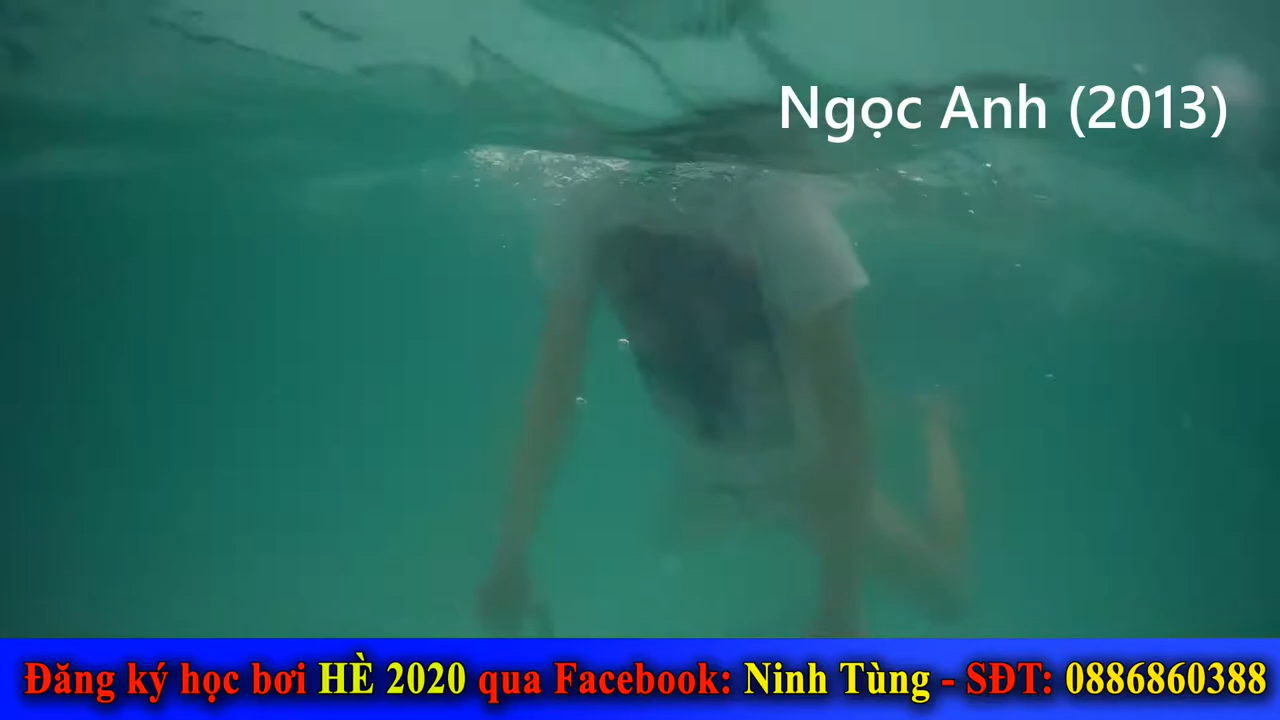 Ngọc Anh (2013)
Đăng ký học bơi HÈ 2020 qua Facebook: Ninh Tùng - SĐT: 0886860388